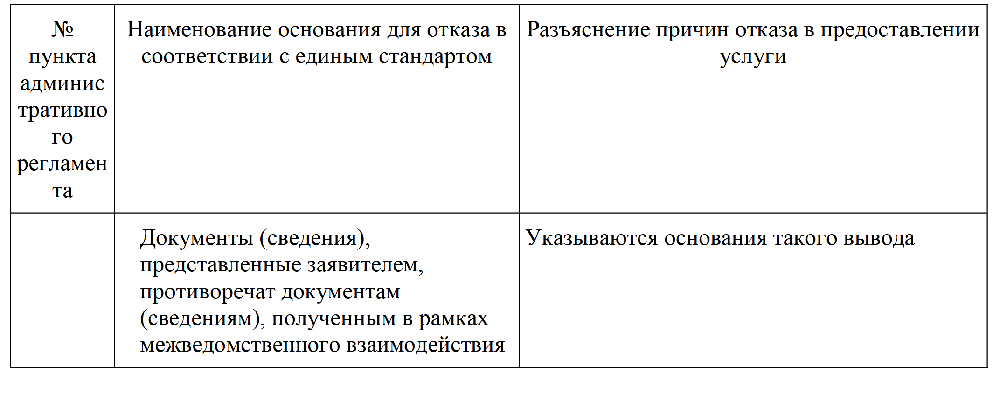 №
пункта
админис
тративно
го
регламен
та
Наименование основания для отказа в
соответствии с единым стандартом
Разъяснение причин отказа в предоставлении
услуги
Документы (сведения),
представленные заявителем,
противоречат документам
(сведениям), полученным в рамках
межведомственного взаимодействия
Указываются основания такого вывода